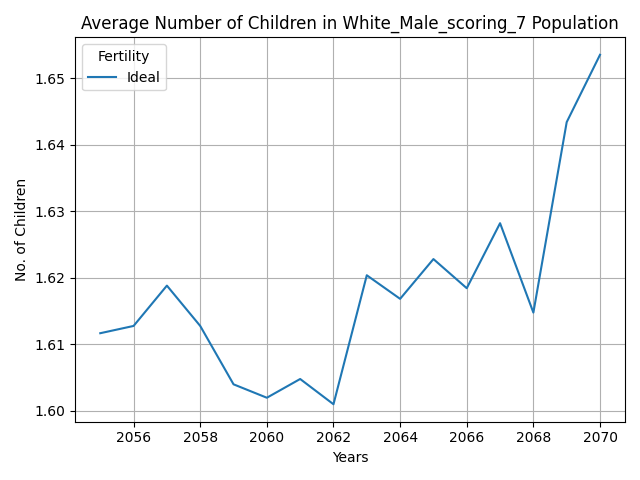 Average Number of Children in White_Male_scoring_7 Population
Fertility
Ideal
No. of Children
1.65
1.64
1.63
1.62
1.61
1.60
2056 2058 2060 2062 2064 2066 2068 2070
Years